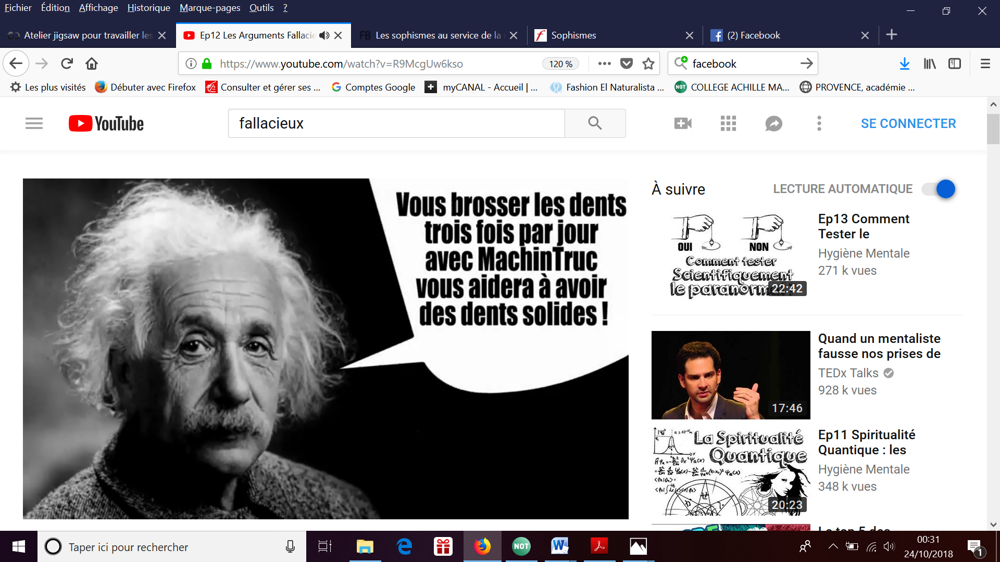 Fichier Édition Affichage Historique Marque-pages Outils ?
Atelier jigsaw pour travailler les
Ep12 Les Arguments Fallacie
FB Les sophismes au service de la
f Sophismes
f (2) Facebook
https://www.youtube.com/watch?v=R9McgUw6kso
120 %
facebook
Les plus visités Débuter avec Firefox Consulter et gérer ses ... Comptes Google myCANAL - Accueil | ... Fashion El Naturalista ... NOT COLLEGE ACHILLE MA... PROVENCE, académie ...
YouTube
fallacieux
SE CONNECTER
Vous brosser les dents
trois fois par jour
avec MachinTruc
vous aidera à avoir
des dents solides !
À suivre
LECTURE AUTOMATIQUE
OUI NON
Comment tester
Scientifiquement
le paranorm
22:42
Ep13 Comment
Tester le
Hygiène Mentale
271 k vues
17:46
Quand un mentaliste
fausse nos prises de
TEDx Talks
928 k vues
La Spiritualité
Quantique
20:23
Ep11 Spiritualité
Quantique : les
Hygiène Mentale
348 k vues
Le top 5 des
Taper ici pour rechercher
NOT
W
00:31
24/10/2018
1